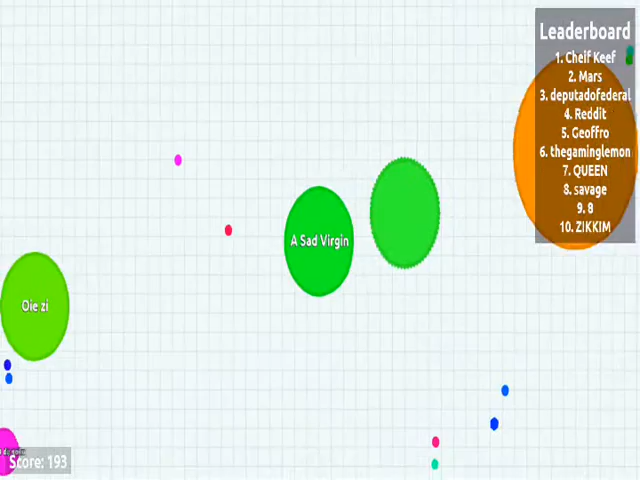 Leaderboard
1. Cheif Keef
2. Mars
3. deputadofederal
4. Reddit
5. Geoffro
6. thegaminglemon
7. QUEEN
8. savage
9. 8
10. ZIKKIM
A Sad Virgin
Oie zi
Score: 193